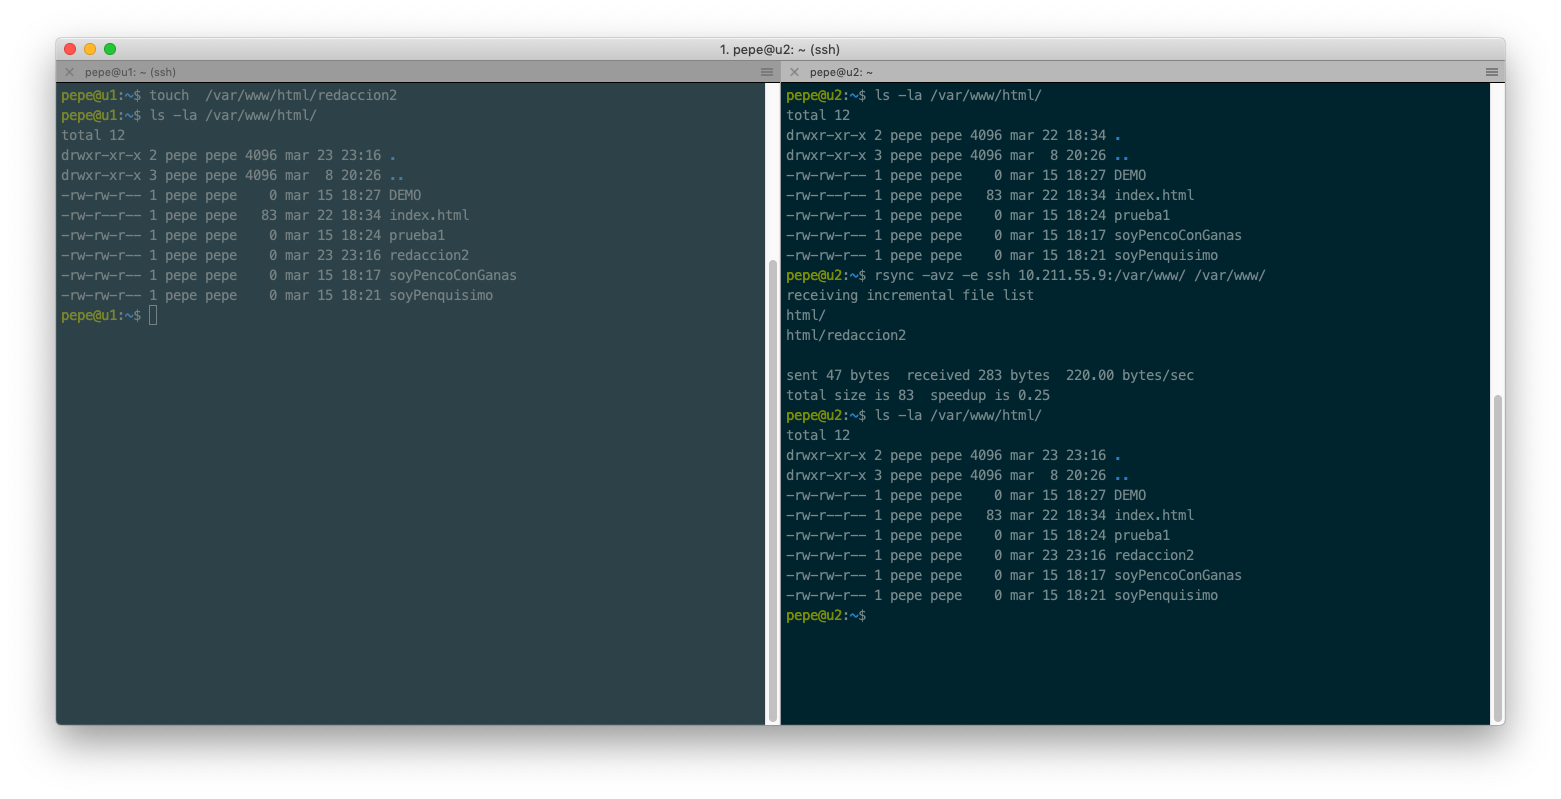 1. pepe@u2: ~ (ssh)
pepe@u1: ~ (ssh)
pepe@u1:~$ touch  /var/www/html/redaccion2
pepe@u1:~$ ls -la /var/www/html/
total 12
drwxr-xr-x 2 pepe pepe 4096 mar 23 23:16 .
drwxr-xr-x 3 pepe pepe 4096 mar  8 20:26 ..
-rw-rw-r-- 1 pepe pepe    0 mar 15 18:27 DEMO
-rw-r--r-- 1 pepe pepe   83 mar 22 18:34 index.html
-rw-rw-r-- 1 pepe pepe    0 mar 15 18:24 prueba1
-rw-rw-r-- 1 pepe pepe    0 mar 23 23:16 redaccion2
-rw-rw-r-- 1 pepe pepe    0 mar 15 18:17 soyPencoConGanas
-rw-rw-r-- 1 pepe pepe    0 mar 15 18:21 soyPenquisimo
pepe@u1:~$
pepe@u2: ~
pepe@u2:~$ ls -la /var/www/html/
total 12
drwxr-xr-x 2 pepe pepe 4096 mar 22 18:34 .
drwxr-xr-x 3 pepe pepe 4096 mar  8 20:26 ..
-rw-rw-r-- 1 pepe pepe    0 mar 15 18:27 DEMO
-rw-r--r-- 1 pepe pepe   83 mar 22 18:34 index.html
-rw-rw-r-- 1 pepe pepe    0 mar 15 18:24 prueba1
-rw-rw-r-- 1 pepe pepe    0 mar 15 18:17 soyPencoConGanas
-rw-rw-r-- 1 pepe pepe    0 mar 15 18:21 soyPenquisimo
pepe@u2:~$ rsync -avz -e ssh 10.211.55.9:/var/www/ /var/www/
receiving incremental file list
html/
html/redaccion2
sent 47 bytes  received 283 bytes  220.00 bytes/sec
total size is 83  speedup is 0.25
pepe@u2:~$ ls -la /var/www/html/
total 12
drwxr-xr-x 2 pepe pepe 4096 mar 23 23:16 .
drwxr-xr-x 3 pepe pepe 4096 mar  8 20:26 ..
-rw-rw-r-- 1 pepe pepe    0 mar 15 18:27 DEMO
-rw-r--r-- 1 pepe pepe   83 mar 22 18:34 index.html
-rw-rw-r-- 1 pepe pepe    0 mar 15 18:24 prueba1
-rw-rw-r-- 1 pepe pepe    0 mar 23 23:16 redaccion2
-rw-rw-r-- 1 pepe pepe    0 mar 15 18:17 soyPencoConGanas
-rw-rw-r-- 1 pepe pepe    0 mar 15 18:21 soyPenquisimo
pepe@u2:~$